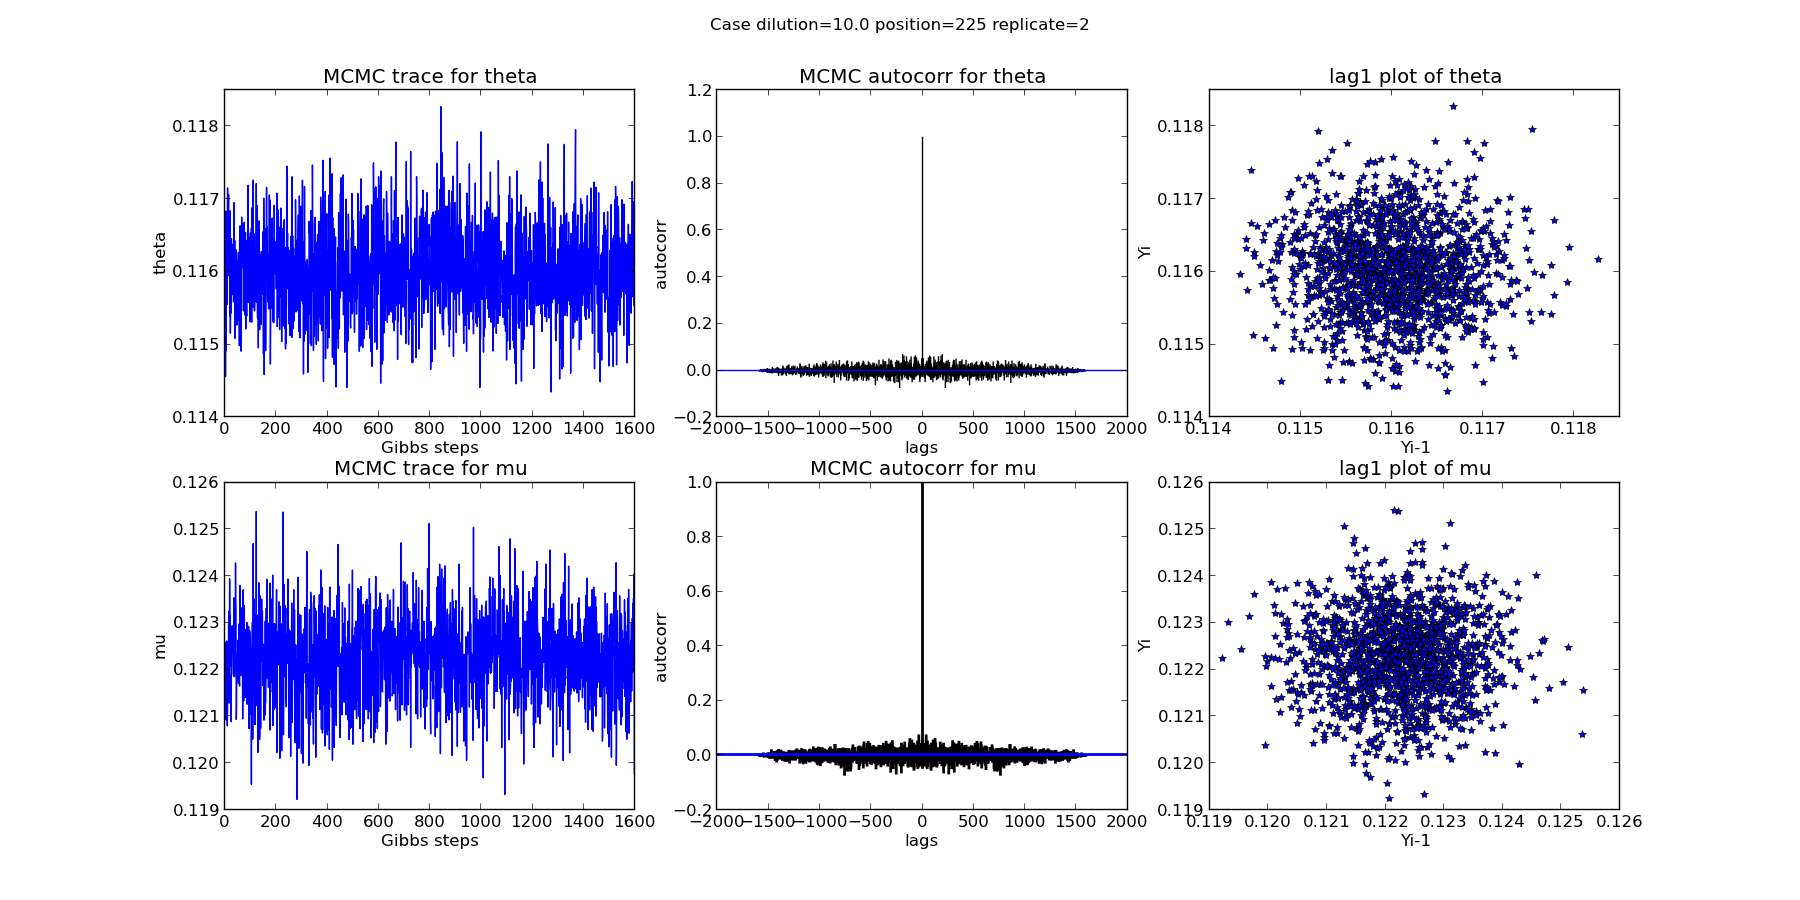 Case dilution=10.0 position=225 replicate=2
MCMC trace for theta
0.118
0.117
0.116
0.115
0.114
theta
0 200 400 600 800 1000 1200 1400 1600
Gibbs steps
MCMC autocorr for theta
1.2
1.0
0.8
0.6
0.4
0.2
0.0
−0.2
autocorr
−2000 −1500 −1000 −500 0 500 1000 1500 2000
lags
lag1 plot of theta
0.118
0.117
0.116
0.115
0.114
Yi
0.114 0.115 0.116 0.117 0.118
Yi-1
MCMC trace for mu
0.126
0.125
0.124
0.123
0.122
0.121
0.120
0.119
mu
0 200 400 600 800 1000 1200 1400 1600
Gibbs steps
MCMC autocorr for mu
1.0
0.8
0.6
0.4
0.2
0.0
−0.2
autocorr
−2000 −1500 −1000 −500 0 500 1000 1500 2000
lags
lag1 plot of mu
0.126
0.125
0.124
0.123
0.122
0.121
0.120
0.119
Yi
0.119 0.120 0.121 0.122 0.123 0.124 0.125 0.126
Yi-1